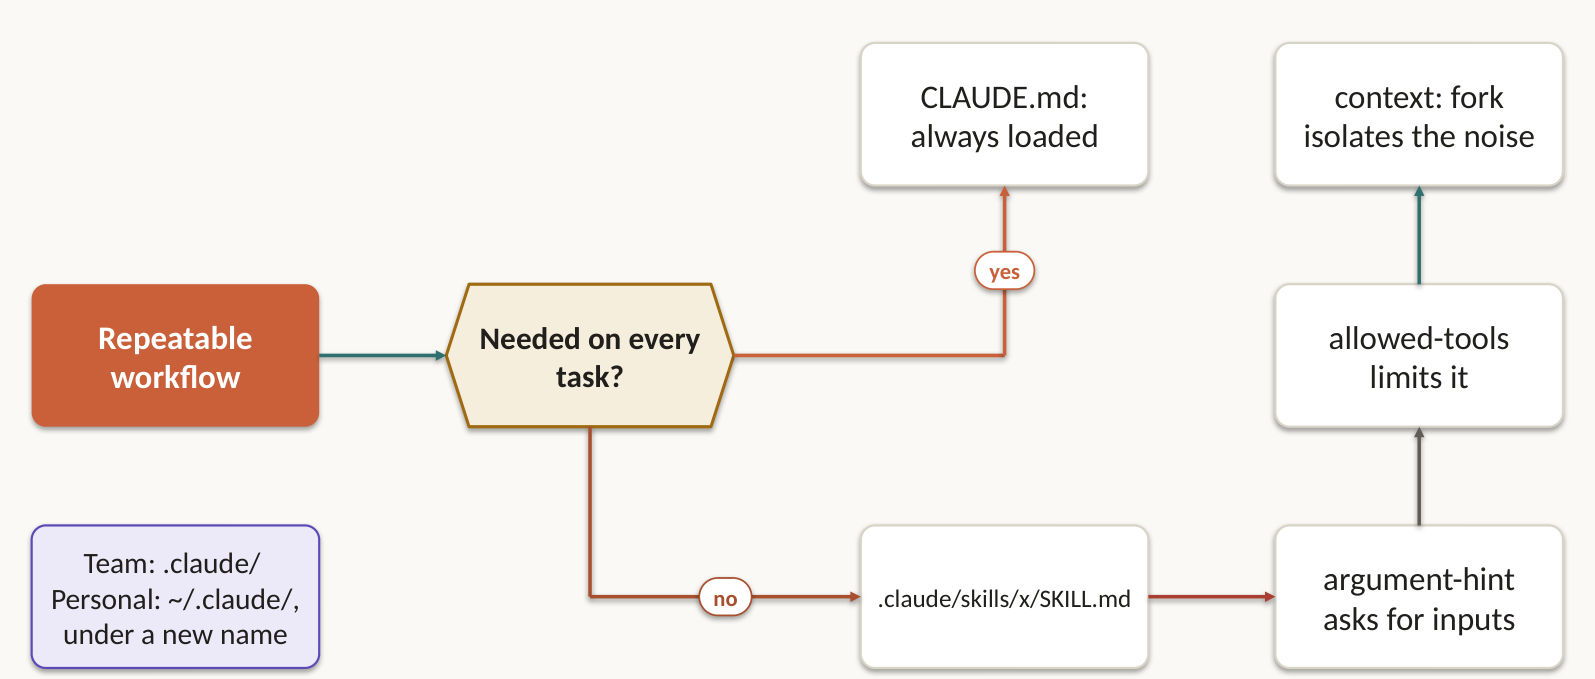 CLAUDE.md:
always loaded
context: fork
isolates the noise
yes
Repeatable
workflow
Needed on every
task?
allowed-tools
limits it
Team: .claude/
Personal: ~/.claude/,
under a new name
no
.claude/skills/x/SKILL.md
argument-hint
asks for inputs